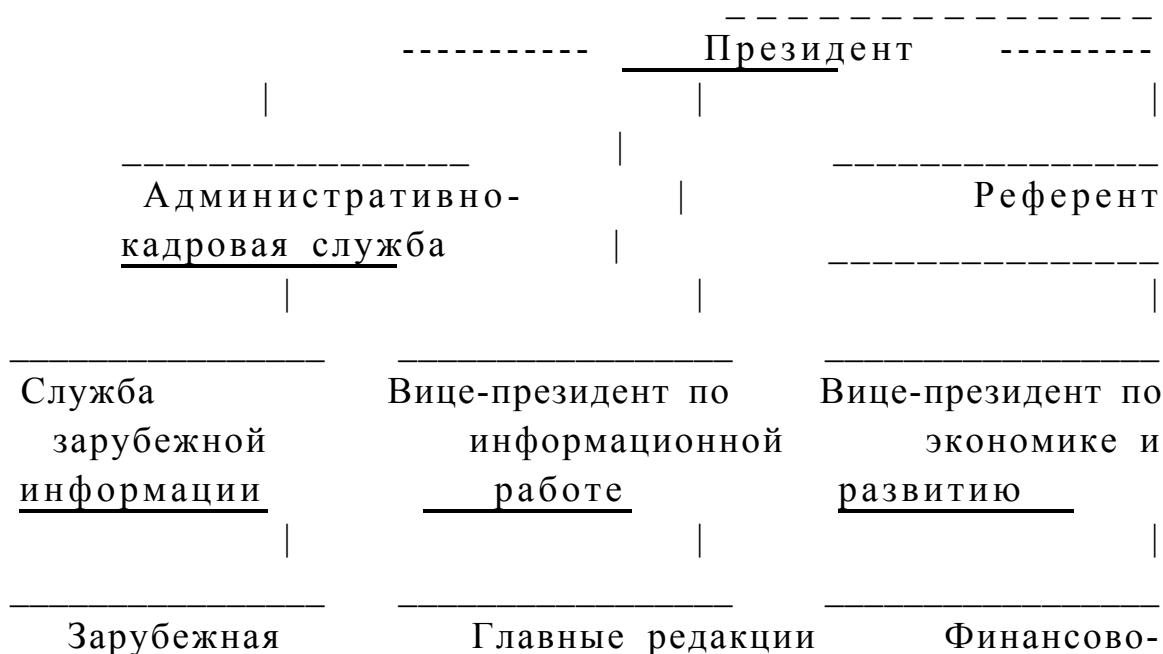 Президент
Административно- Референт
кадровая служба
Служба Вице-президент по Вице-президент по
зарубежной информационной экономике и
информации работе развитию
Зарубежная Главные редакции Финансово-